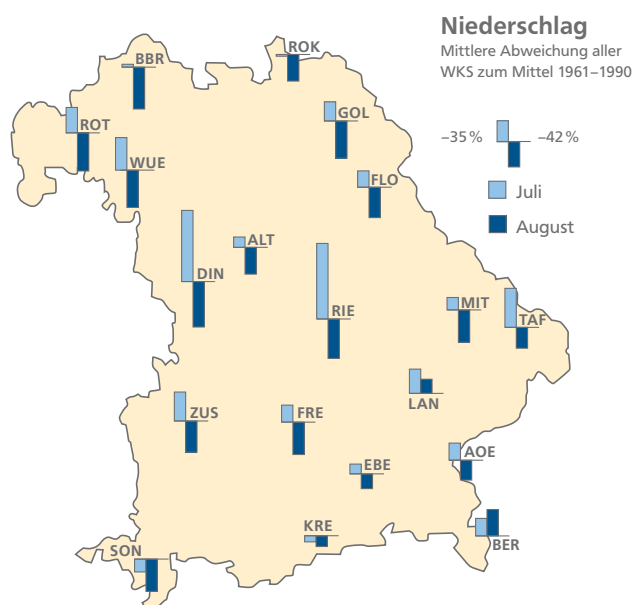 Niederschlag
Mittlere Abweichung aller
WKS zum Mittel 1961–1990
–35 %
–42 %
Juli
August
ROK
BBR
GOL
ROT
WUE
FLO
ALT
DIN
RIE
MIT
TAF
LAN
ZUS
FRE
EBE
AOE
KRE
BER
SON